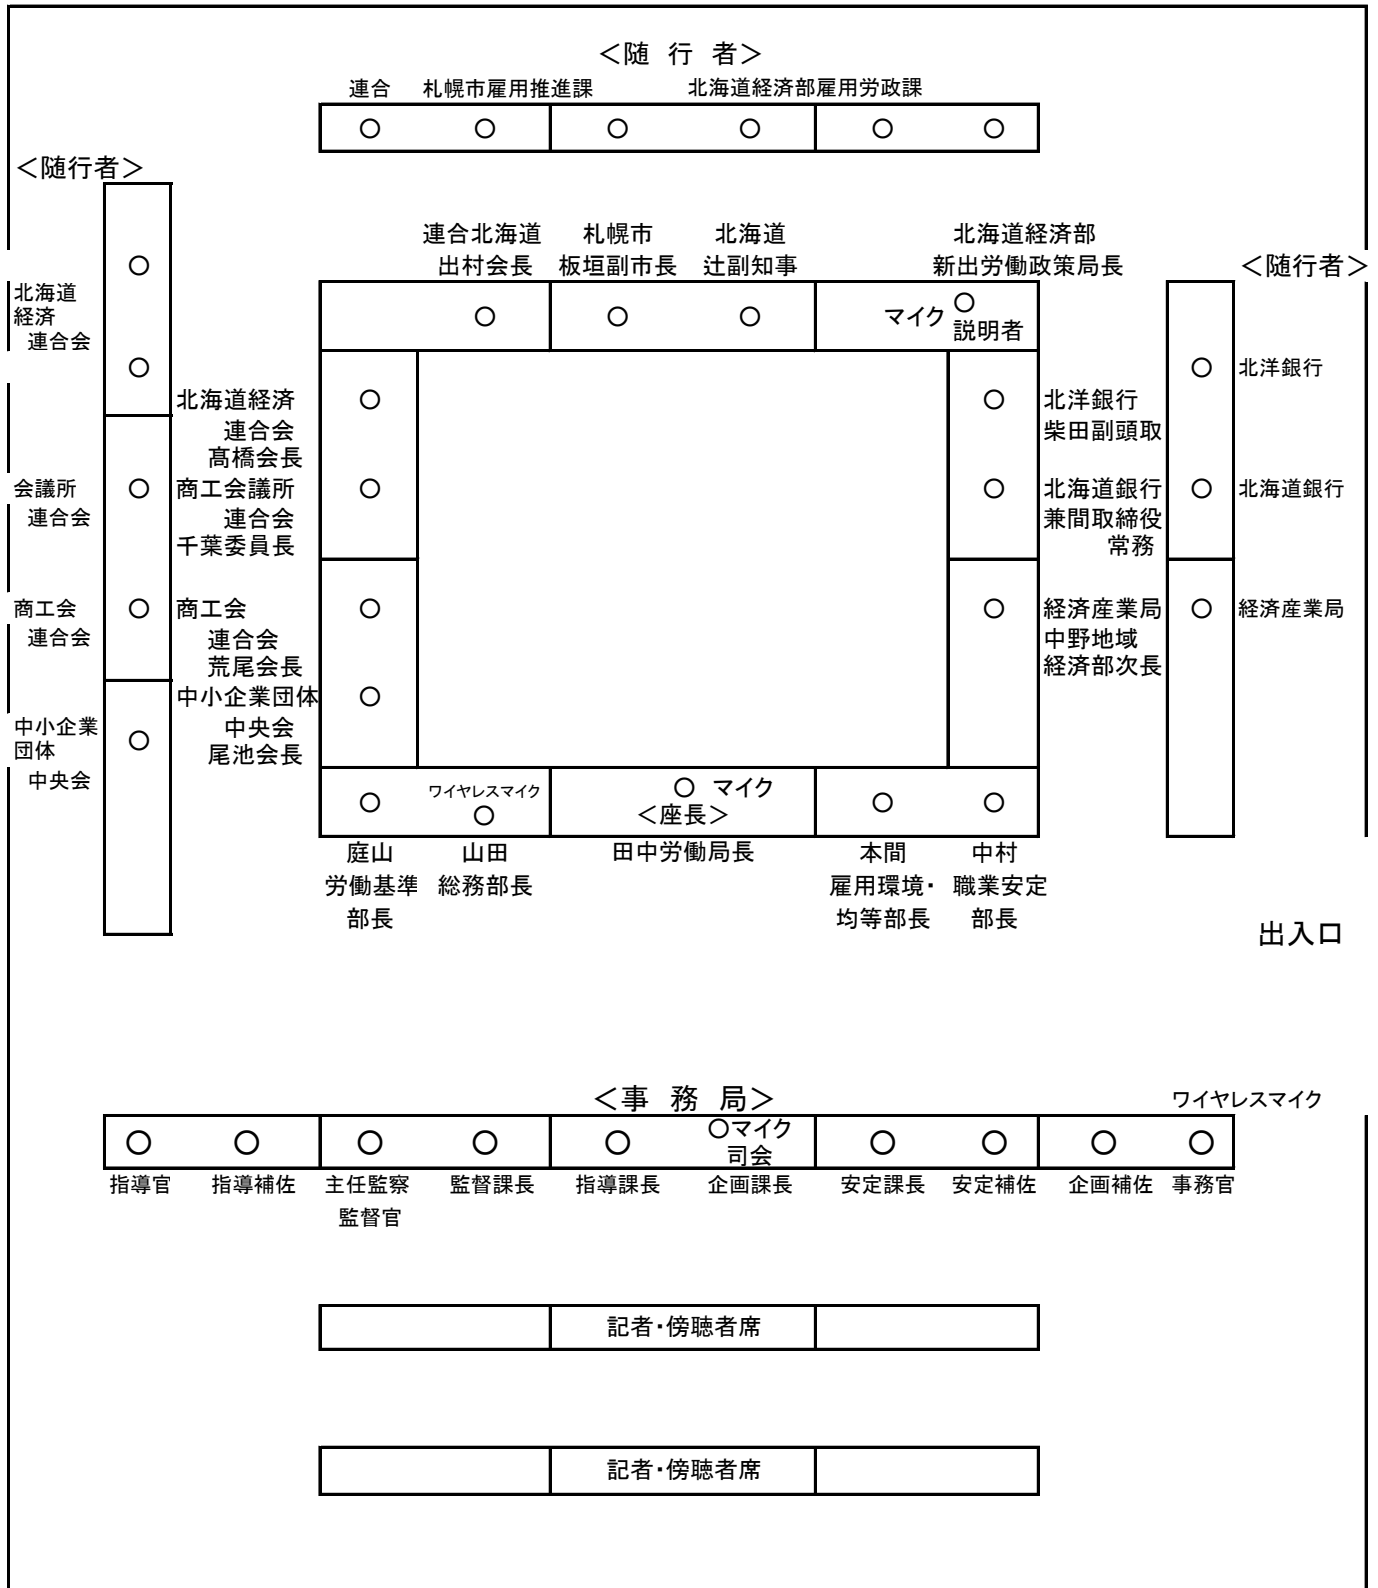 ＜随 行 者＞
連合 札幌市雇用推進課 北海道経済部雇用労政課
○ ○ ○ ○ ○ ○
＜随行者＞
○
北海道
経済
連合会
○
会議所
連合会
○
商工会
連合会
○
中小企業
団体
中央会
○
連合北海道
出村会長
○
札幌市
板垣副市長
○
北海道
辻副知事
○
北海道経済部
新出労働政策局長
マイク ○
説明者
北海道経済
連合会
髙橋会長
○
商工会議所
連合会
千葉委員長
○
商工会
連合会
荒尾会長
○
中小企業団体
中央会
尾池会長
○
○
北洋銀行
柴田副頭取
○
北海道銀行
兼間取締役
常務
○
経済産業局
中野地域
経済部次長
＜随行者＞
○ 北洋銀行
○ 北海道銀行
○ 経済産業局
○
庭山
労働基準
部長
ワイヤレスマイク
○
山田
総務部長
○ マイク
＜座長＞
田中労働局長
○
本間
雇用環境・
均等部長
○
中村
職業安定
部長
出入口
＜事 務 局＞
ワイヤレスマイク
○ ○ ○ ○ ○ ○マイク ○ ○ ○ ○
司会
指導官 指導補佐 主任監察 監督課長 指導課長 企画課長 安定課長 安定補佐 企画補佐 事務官
監督官
記者・傍聴者席
記者・傍聴者席